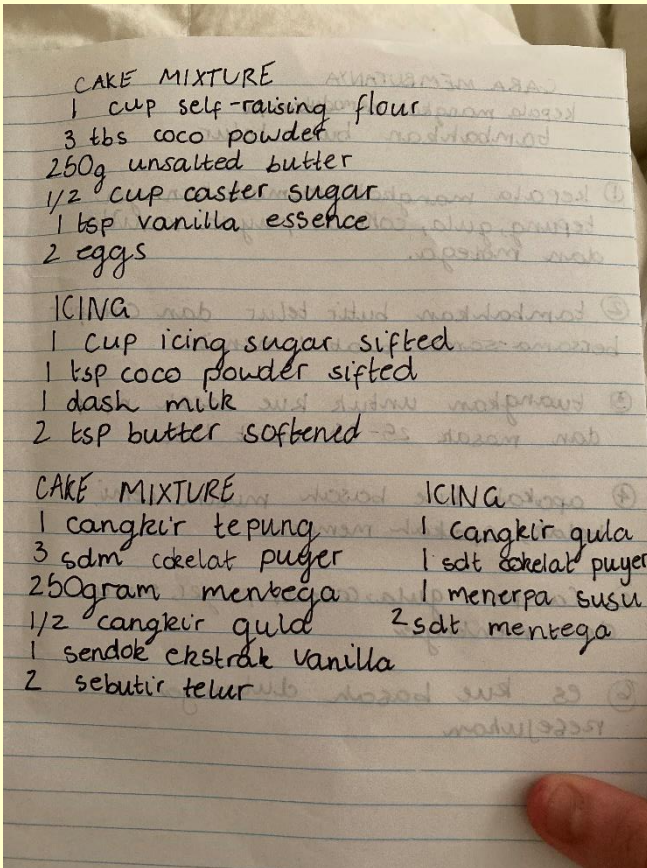 CAKE MIXTURE
1 cup self-raising flour
3 tbs coco powder
250g unsalted butter
1/2 cup caster sugar
1 tsp vanilla essence
2 eggs
ICING
1 cup icing sugar sifted
1 tsp coco powder sifted
1 dash milk
2 tsp butter softened
CAKE MIXTURE
1 cangkir tepung
3 sdm cokelat puyer
250gram mentega
1/2 cangkir gula
1 sendok ekstrak vanilla
2 sebutir telur
ICING
1 cangkir gula
1 sdt cokelat puyer
1 menerpa susu
2 sdt mentega